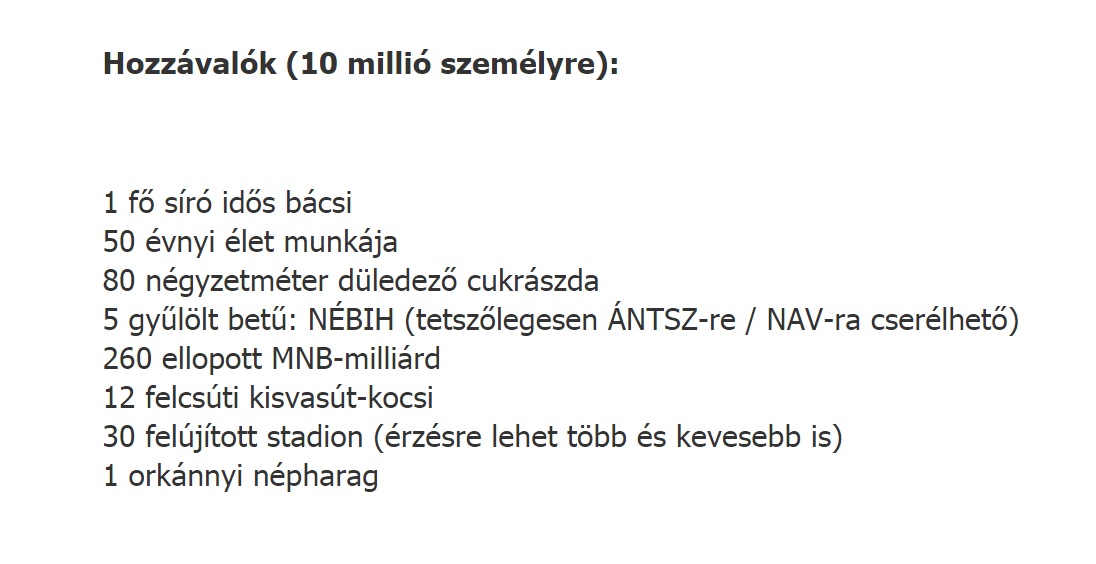 Hozzávalók (10 millió személyre):
1 fő síró idős bácsi
50 évnyi élet munkája
80 négyzetméter düledező cukrászda
5 gyűlölt betű: NÉBIH (tetszőlegesen ÁNTSZ-re / NAV-ra cserélhető)
260 ellopott MNB-milliárd
12 felcsúti kisvasút-kocsi
30 felújított stadion (érzésre lehet több és kevesebb is)
1 orkánnyi népharag